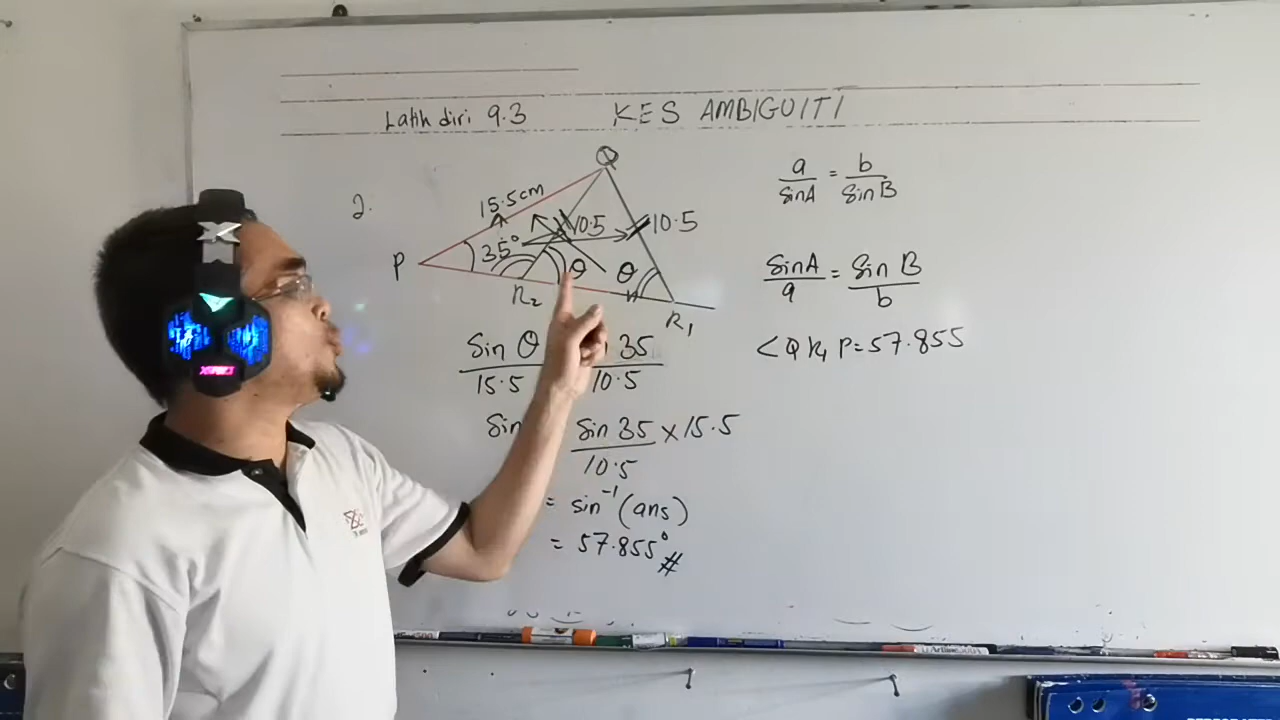 Latih diri 9.3 KES AMBIGUITI
2.
Q
15.5cm
10.5
10.5
P
35°
θ
θ
R2
R1
a/sinA = b/sinB
sinA/a = sin B/b
<QR1P=57.855
Sin θ/15.5 35/10.5
Sin sin 35/10.5 × 15.5
= sin⁻¹(ans)
= 57.855° #